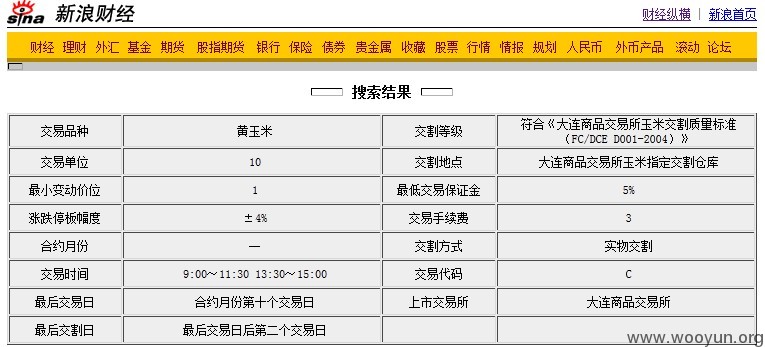 sina 新浪财经
财经纵横 | 新浪首页
财经 理财 外汇 基金 期货 股指期货 银行 保险 债券 贵金属 收藏 股票 行情 情报 规划 人民币 外币产品 滚动 论坛
搜索结果
交易品种 黄玉米 交割等级 符合《大连商品交易所玉米交割质量标准
(FC/DCE D001-2004)》
交易单位 10 交割地点 大连商品交易所玉米指定交割仓库
最小变动价位 1 最低交易保证金 5%
涨跌停板幅度 ±4% 交易手续费 3
合约月份 — 交割方式 实物交割
交易时间 9:00～11:30 13:30～15:00 交易代码 C
最后交易日 合约月份第十个交易日 上市交易所 大连商品交易所
最后交割日 最后交易日后第二个交易日
www.wooyun.org